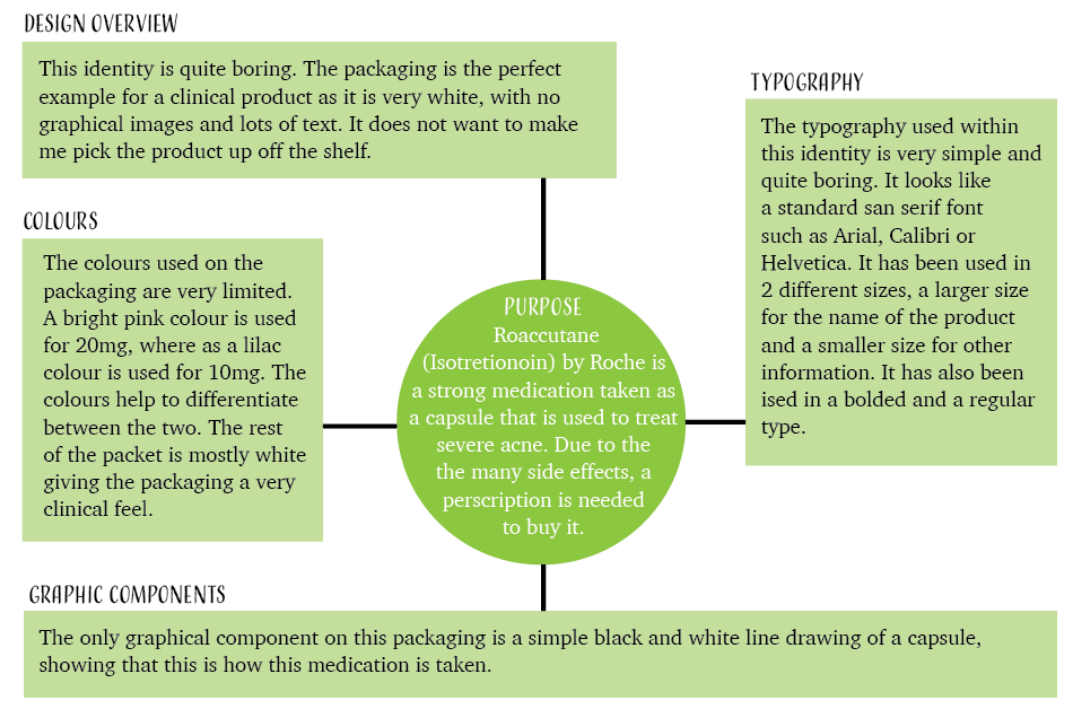 DESIGN OVERVIEW
This identity is quite boring. The packaging is the perfect
example for a clinical product as it is very white, with no
graphical images and lots of text. It does not want to make
me pick the product up off the shelf.
TYPOGRAPHY
The typography used within
this identity is very simple and
quite boring. It looks like
a standard san serif font
such as Arial, Calibri or
Helvetica. It has been used in
2 different sizes, a larger size
for the name of the product
and a smaller size for other
information. It has also been
ised in a bolded and a regular
type.
COLOURS
The colours used on the
packaging are very limited.
A bright pink colour is used
for 20mg, where as a lilac
colour is used for 10mg. The
colours help to differentiate
between the two. The rest
of the packet is mostly white
giving the packaging a very
clinical feel.
PURPOSE
Roaccutane
(Isotretionoin) by Roche is
a strong medication taken as
a capsule that is used to treat
severe acne. Due to the
the many side effects, a
perscription is needed
to buy it.
GRAPHIC COMPONENTS
The only graphical component on this packaging is a simple black and white line drawing of a capsule,
showing that this is how this medication is taken.